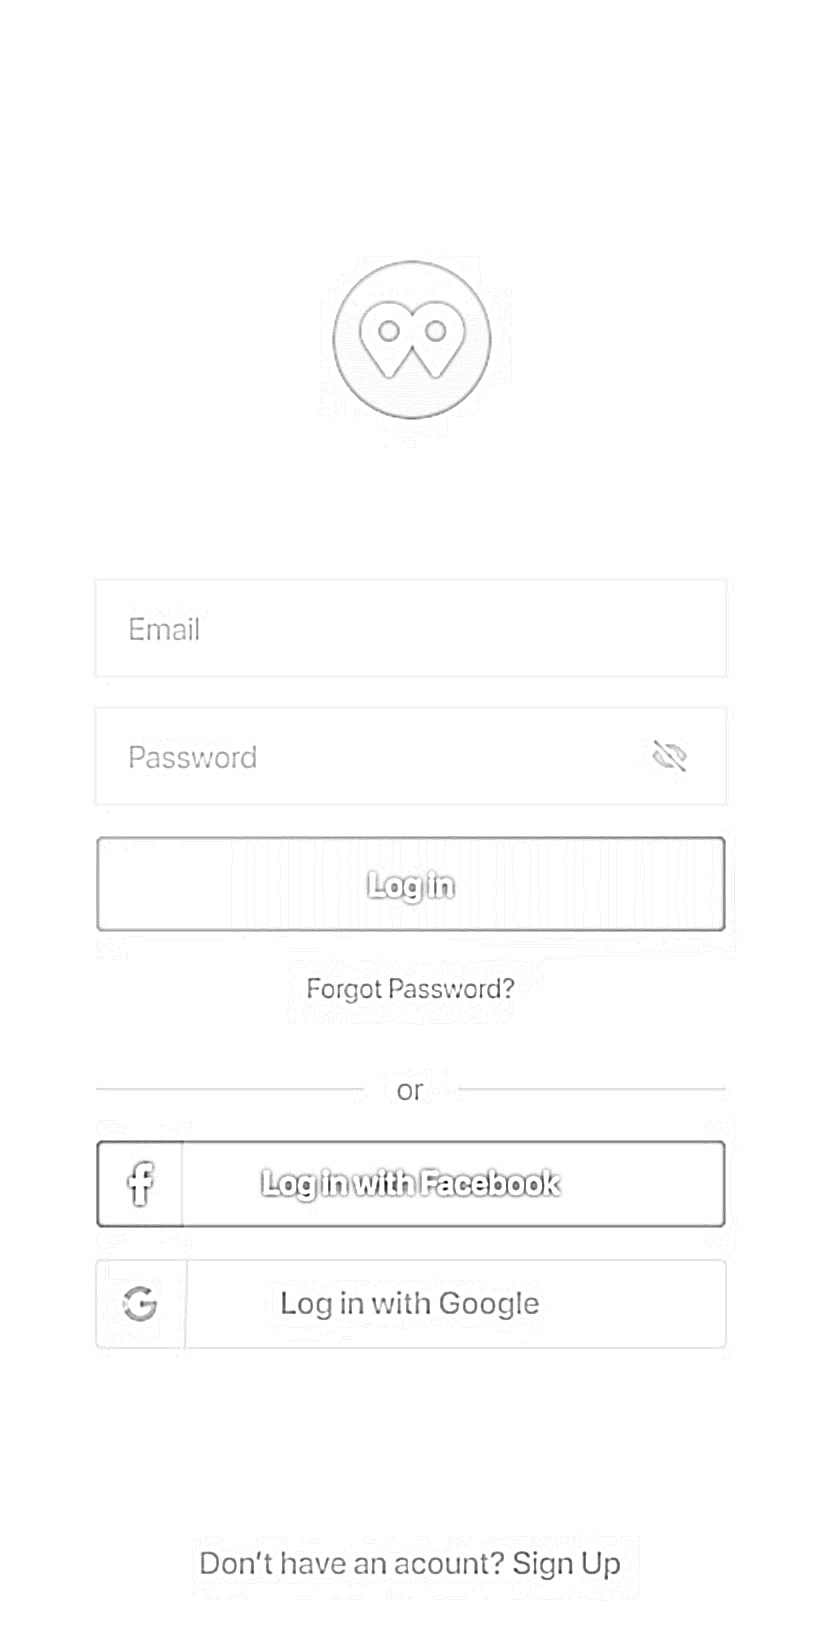 Email
Password
Log in
Forgot Password?
or
Log in with Facebook
Log in with Google
Don't have an acount? Sign Up